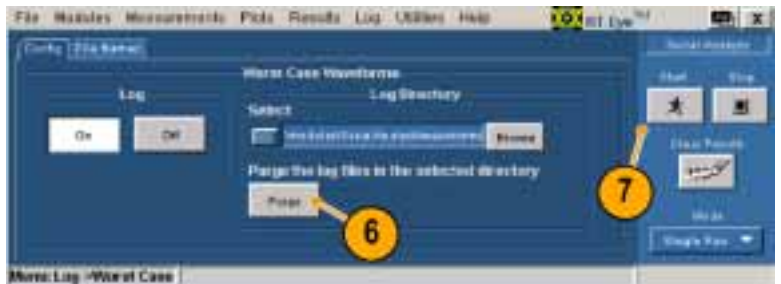 File Modules Measurements Plots Results Log Utilities Help
RT Eye
Config File Names
Serial Analysis
Worst Case Waveforms
Log
Log Directory
Start Stop
Select
On Off
Browse
Clear Results
Purge the log files in the selected directory
7
Purge
6
Mode
Single Run
Menu: Log >Worst Case